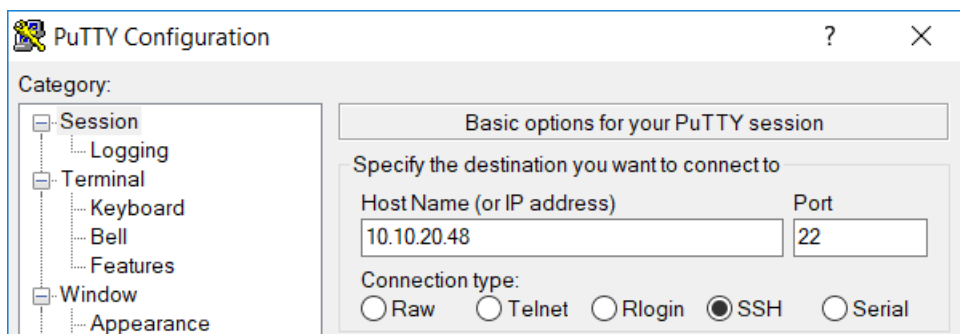 PuTTY Configuration
?
Category:
Session
Logging
Terminal
Keyboard
Bell
Features
Window
Appearance
Basic options for your PuTTY session
Specify the destination you want to connect to
Host Name (or IP address) Port
10.10.20.48 22
Connection type:
Raw Telnet Rlogin SSH Serial